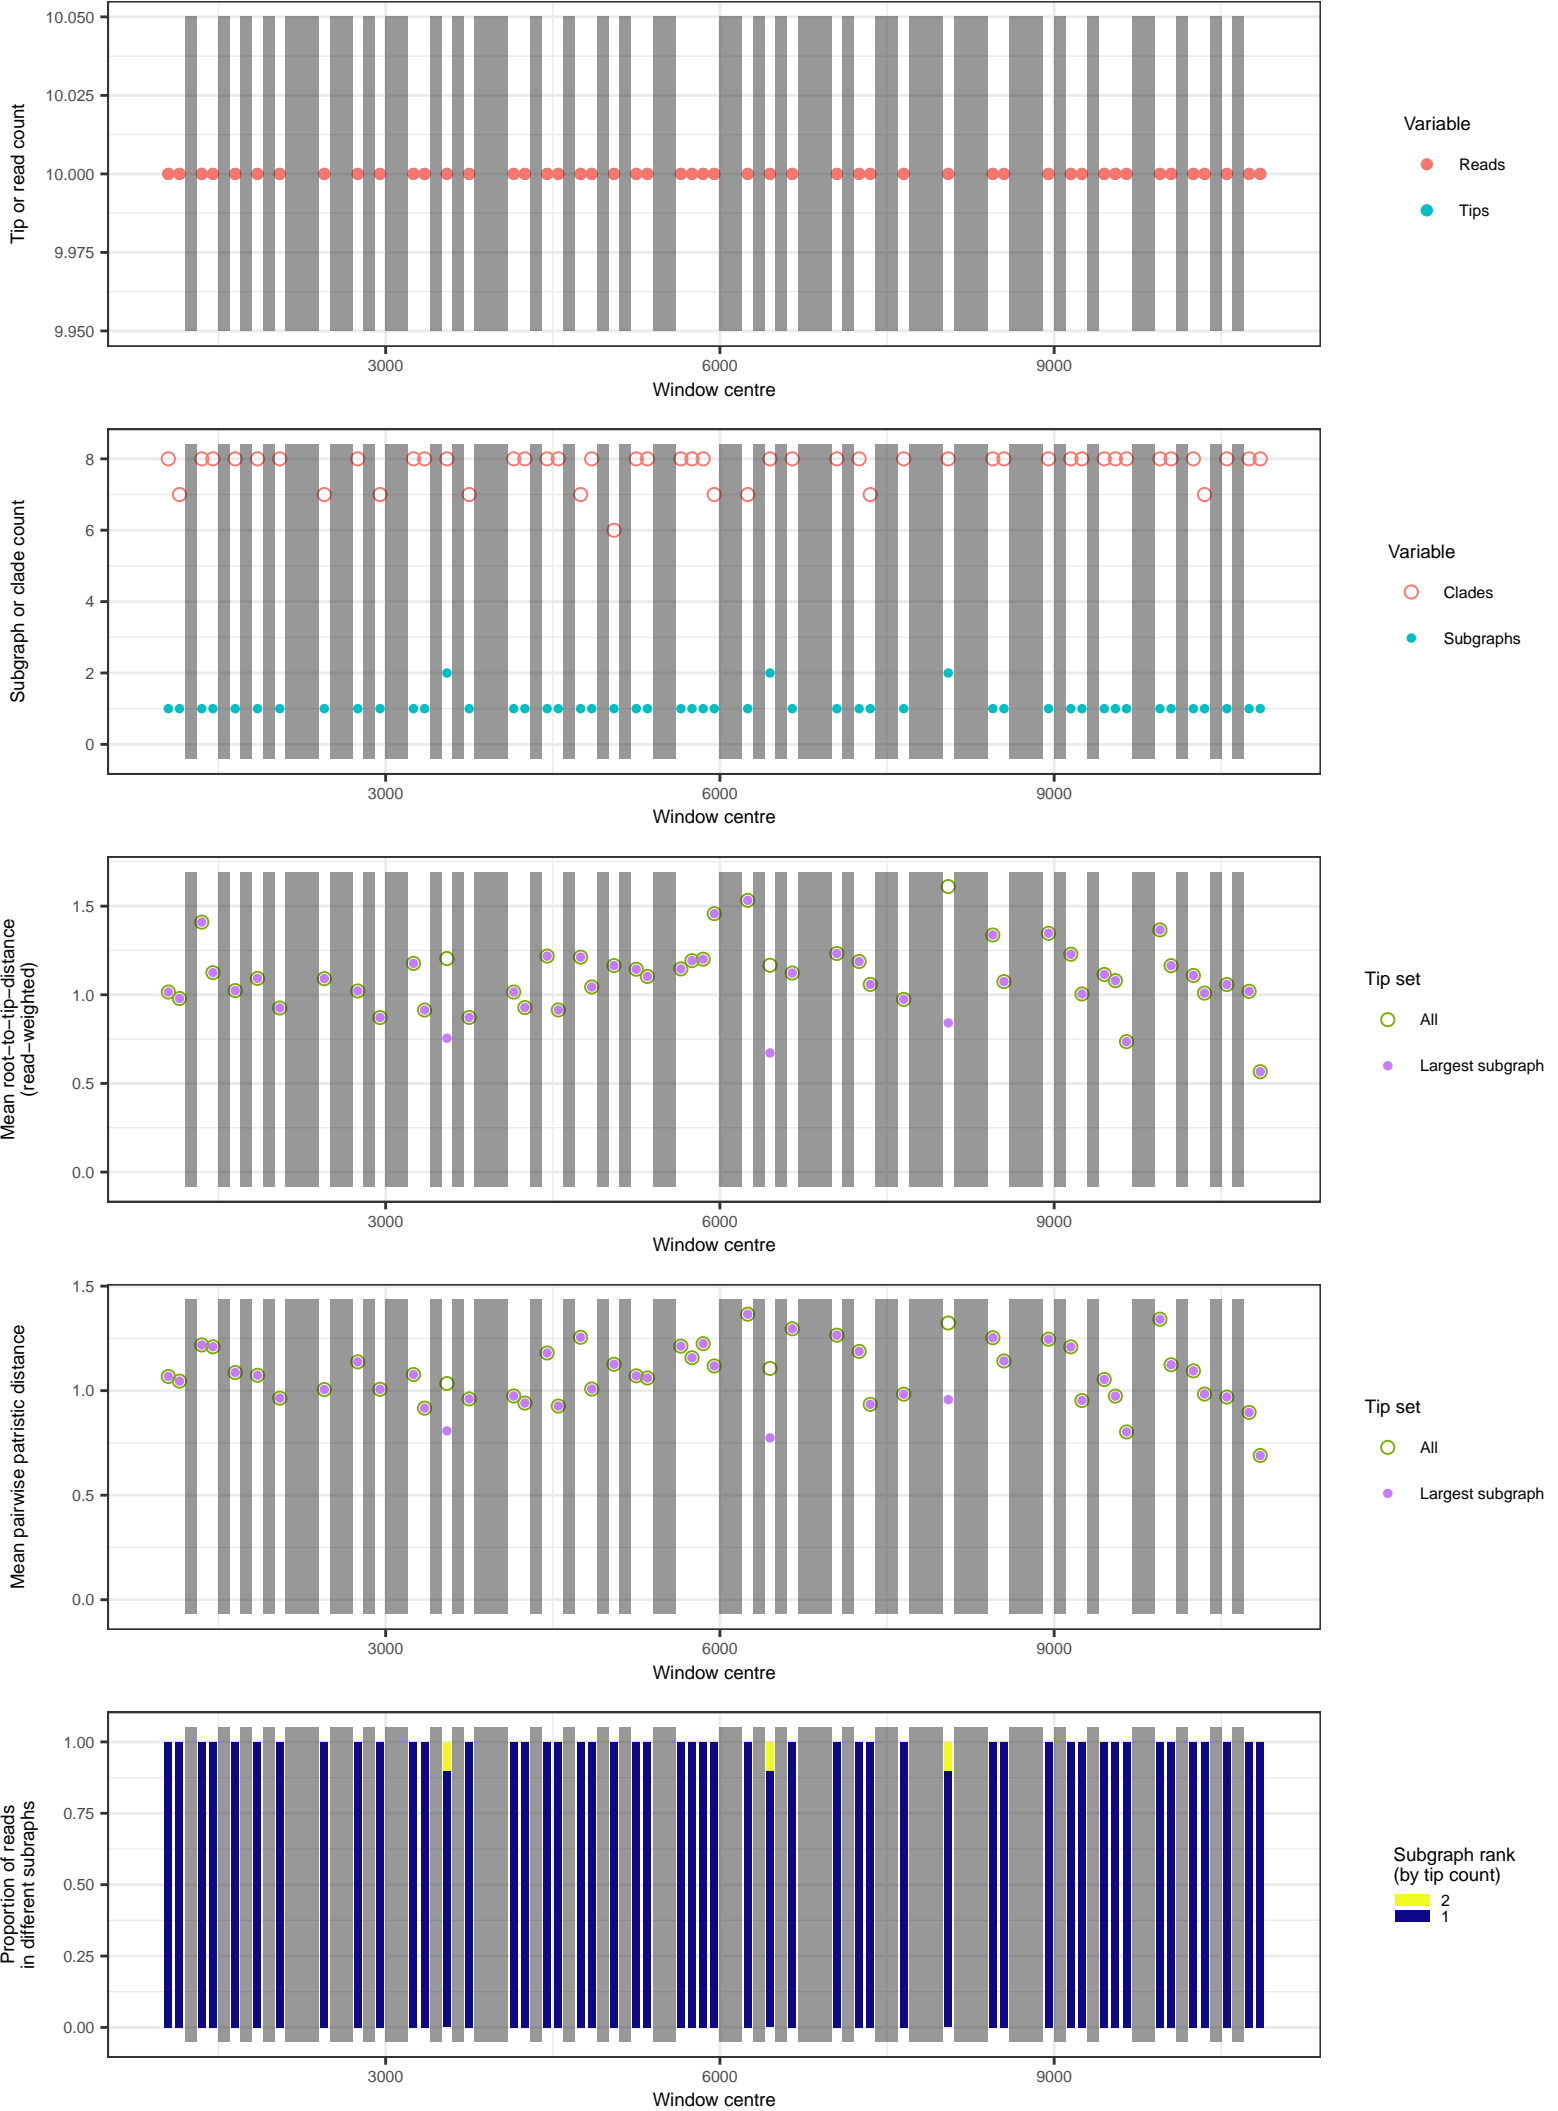 10.050
10.025
10.000
9.975
9.950
Tip or read count
3000 6000 9000
Window centre
Variable
Reads
Tips
8
6
4
2
0
Subgraph or clade count
3000 6000 9000
Window centre
Variable
Clades
Subgraphs
1.5
1.0
0.5
0.0
Mean root−to−tip−distance
(read−weighted)
3000 6000 9000
Window centre
Tip set
All
Largest subgraph
1.5
1.0
0.5
0.0
Mean pairwise patristic distance
3000 6000 9000
Window centre
Tip set
All
Largest subgraph
1.00
0.75
0.50
0.25
0.00
Proportion of reads
in different subraphs
3000 6000 9000
Window centre
Subgraph rank
(by tip count)
2
1